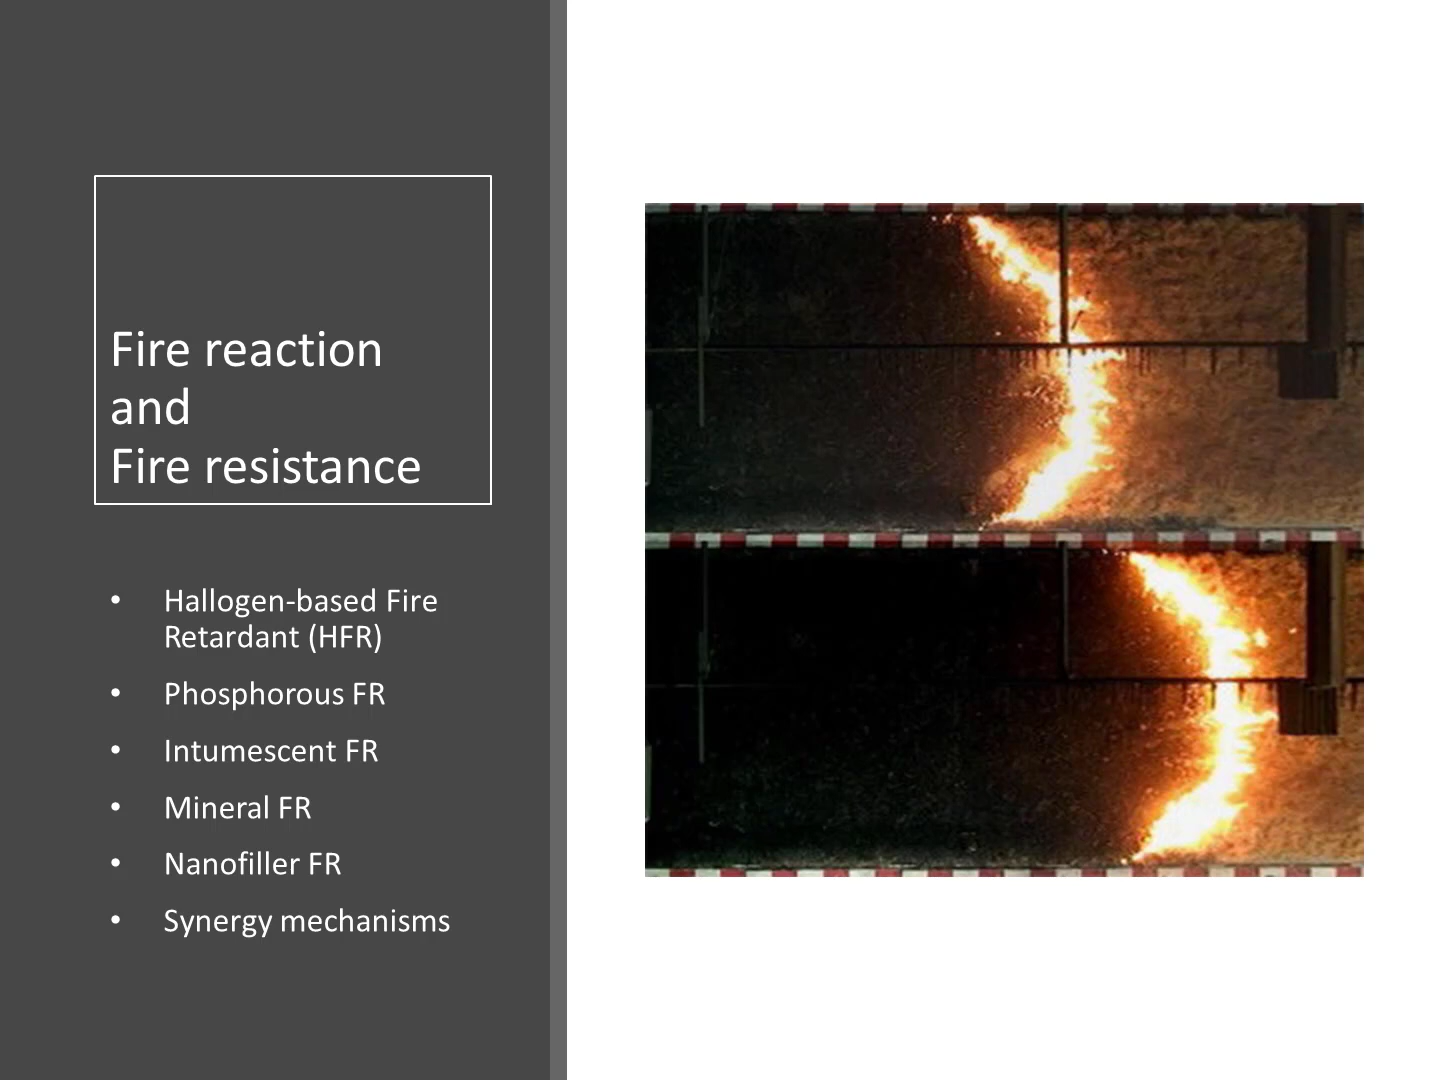 Fire reaction
and
Fire resistance
• Hallogen-based Fire
Retardant (HFR)
• Phosphorous FR
• Intumescent FR
• Mineral FR
• Nanofiller FR
• Synergy mechanisms